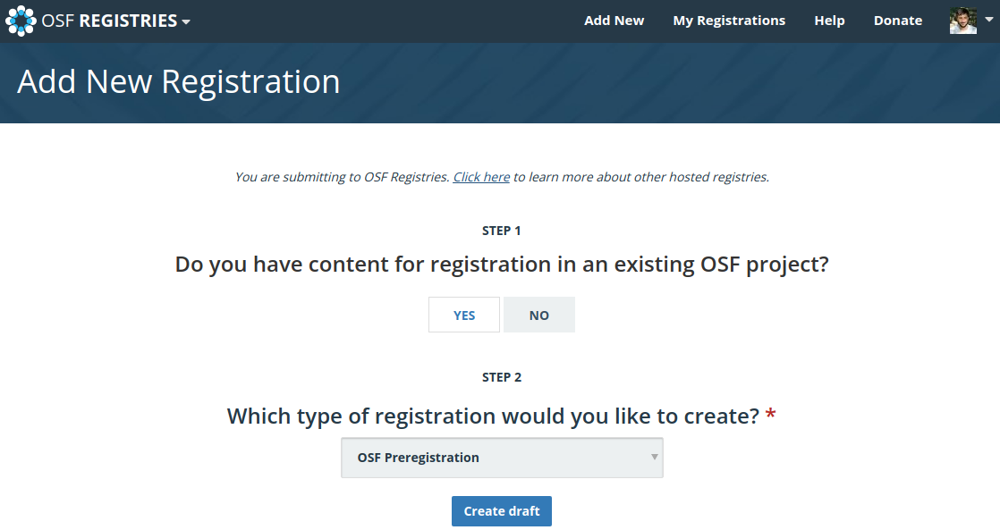 OSF REGISTRIES
Add New
My Registrations
Help
Donate
Add New Registration
You are submitting to OSF Registries. Click here to learn more about other hosted registries.
STEP 1
Do you have content for registration in an existing OSF project?
YES
NO
STEP 2
Which type of registration would you like to create? *
OSF Preregistration
Create draft